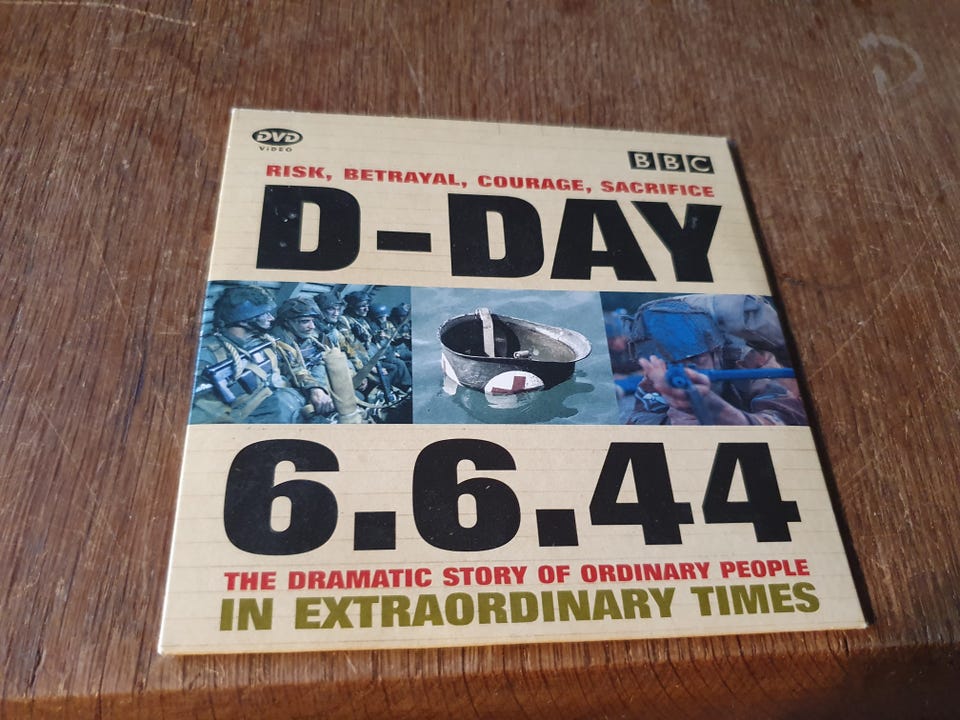 DVD
VIDEO
BBC
RISK, BETRAYAL, COURAGE, SACRIFICE
D-DAY
6.6.44
THE DRAMATIC STORY OF ORDINARY PEOPLE
IN EXTRAORDINARY TIMES